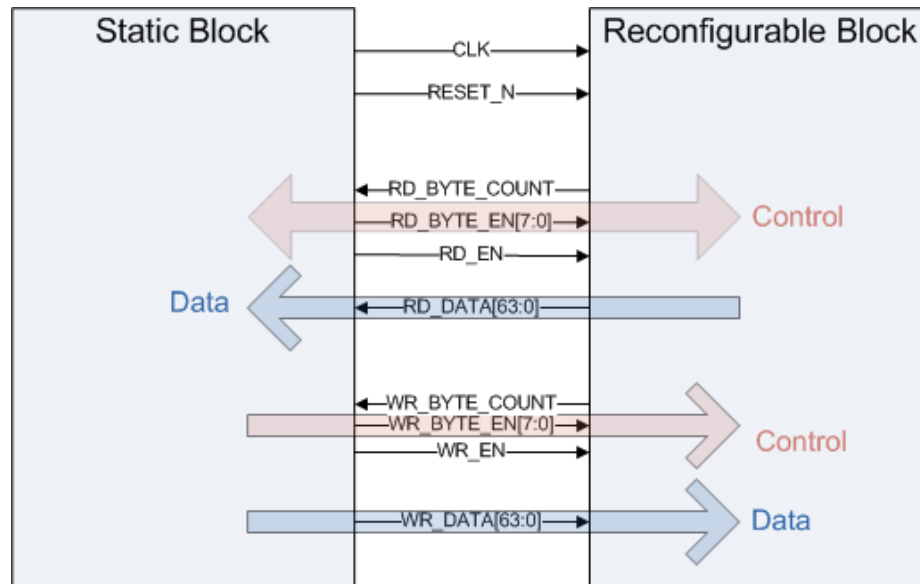 Static Block
Reconfigurable Block
CLK
RESET_N
RD_BYTE_COUNT
RD_BYTE_EN[7:0]
Control
RD_EN
Data
RD_DATA[63:0]
WR_BYTE_COUNT
WR_BYTE_EN[7:0]
Control
WR_EN
WR_DATA[63:0]
Data